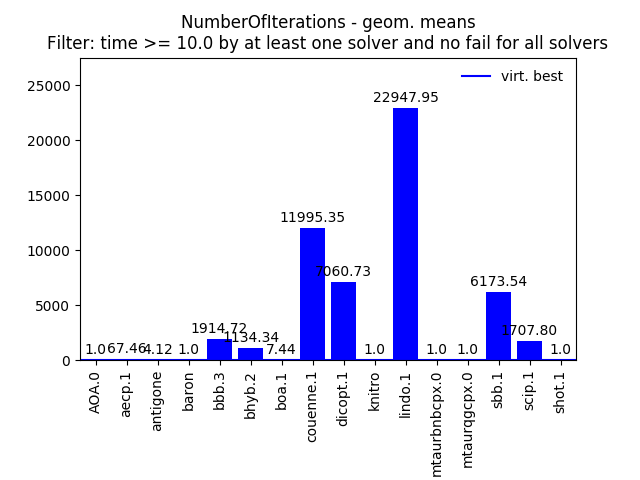 NumberOfIterations - geom. means
Filter: time >= 10.0 by at least one solver and no fail for all solvers
virt. best
25000
20000
15000
10000
5000
0
1.0
67.46
4.12
1.0
1914.72
1134.34
7.44
11995.35
7060.73
1.0
22947.95
1.0
1.0
6173.54
1707.80
1.0
AOA.0
aecp.1
antigone
baron
bbb.3
bhyb.2
boa.1
couenne.1
dicopt.1
knitro
lindo.1
mtaurbnbcpx.0
mtaurqgcpx.0
sbb.1
scip.1
shot.1